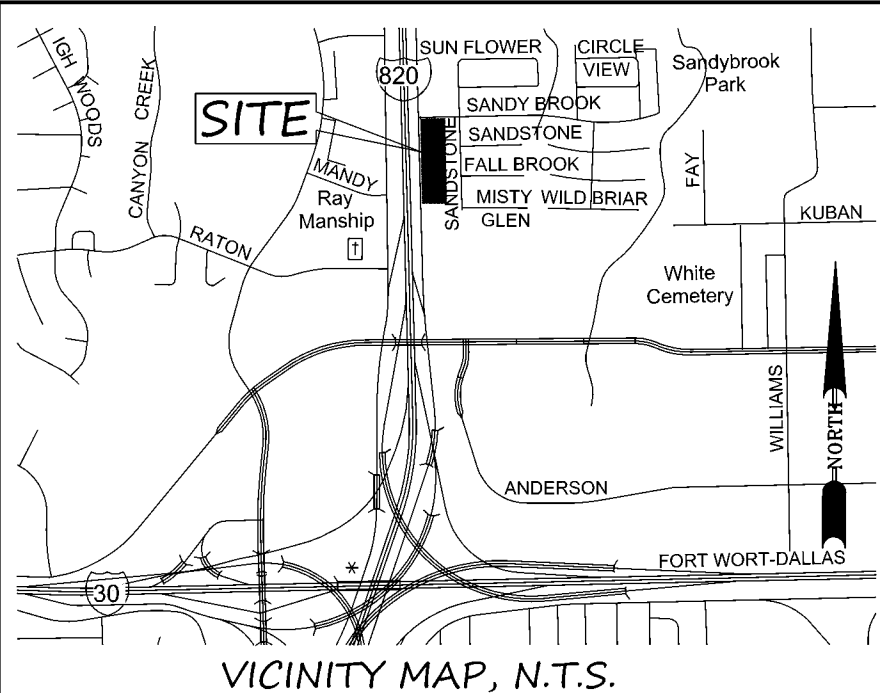 SUN FLOWER
CIRCLE
VIEW
Sandybrook
Park
820
IGH WOODS
CANYON CREEK
SITE
SANDY BROOK
SANDSTONE
SANDSTONE
FALL BROOK
MISTY
GLEN
WILD BRIAR
MANDY
Ray
Manship
†
RATON
FAY
KUBAN
White
Cemetery
WILLIAMS
NORTH
ANDERSON
*
FORT WORT-DALLAS
30
VICINITY MAP, N.T.S.